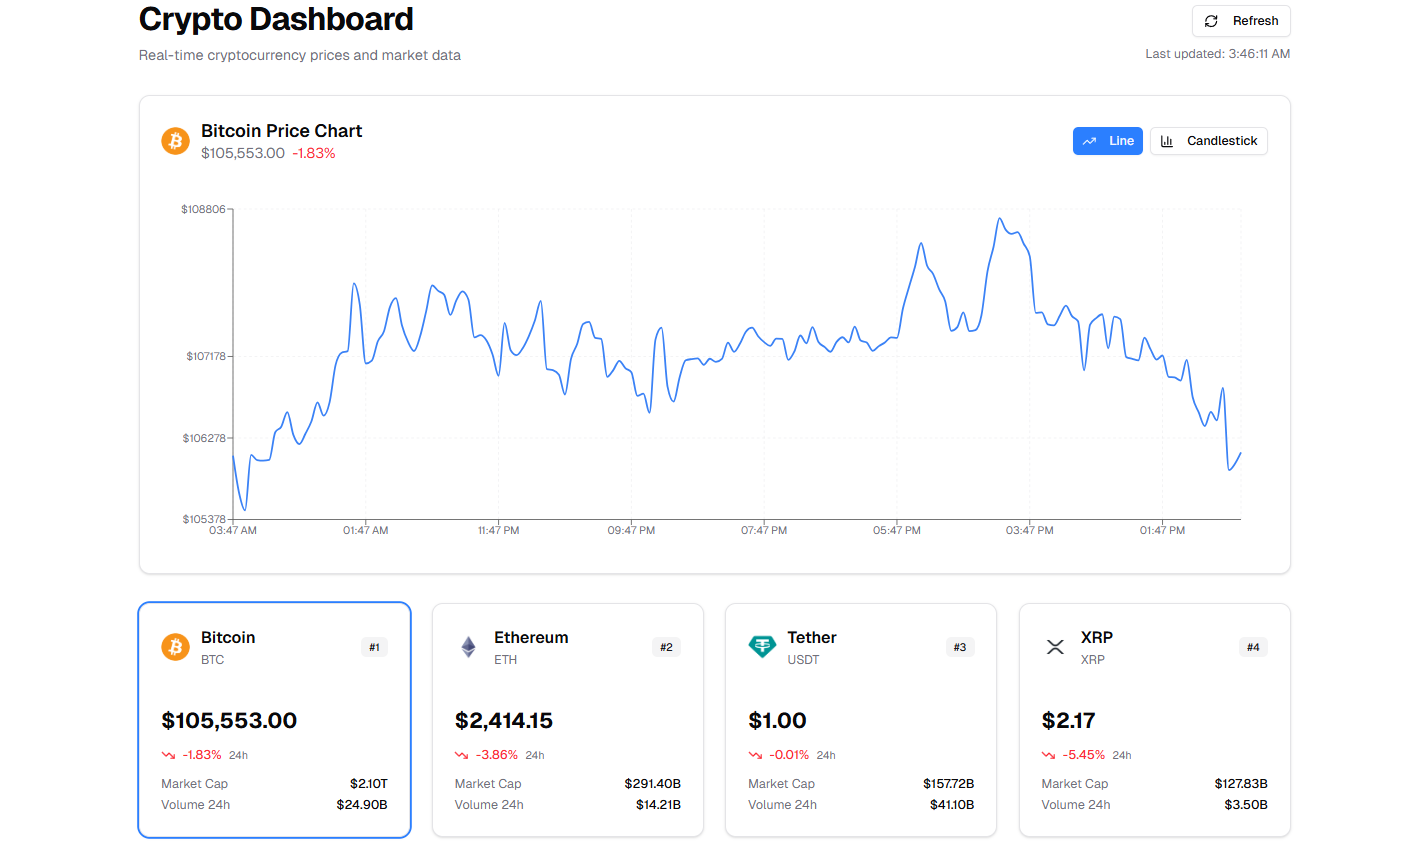 Crypto Dashboard
Refresh
Real-time cryptocurrency prices and market data
Last updated: 3:46:11 AM
Bitcoin Price Chart
$105,553.00 -1.83%
Line
Candlestick
$108806
$107178
$106278
$105378
03:47 AM 01:47 AM 11:47 PM 09:47 PM 07:47 PM 05:47 PM 03:47 PM 01:47 PM
Bitcoin
BTC
#1
$105,553.00
-1.83% 24h
Market Cap $2.10T
Volume 24h $24.90B
Ethereum
ETH
#2
$2,414.15
-3.86% 24h
Market Cap $291.40B
Volume 24h $14.21B
Tether
USDT
#3
$1.00
-0.01% 24h
Market Cap $157.72B
Volume 24h $41.10B
XRP
XRP
#4
$2.17
-5.45% 24h
Market Cap $127.83B
Volume 24h $3.50B